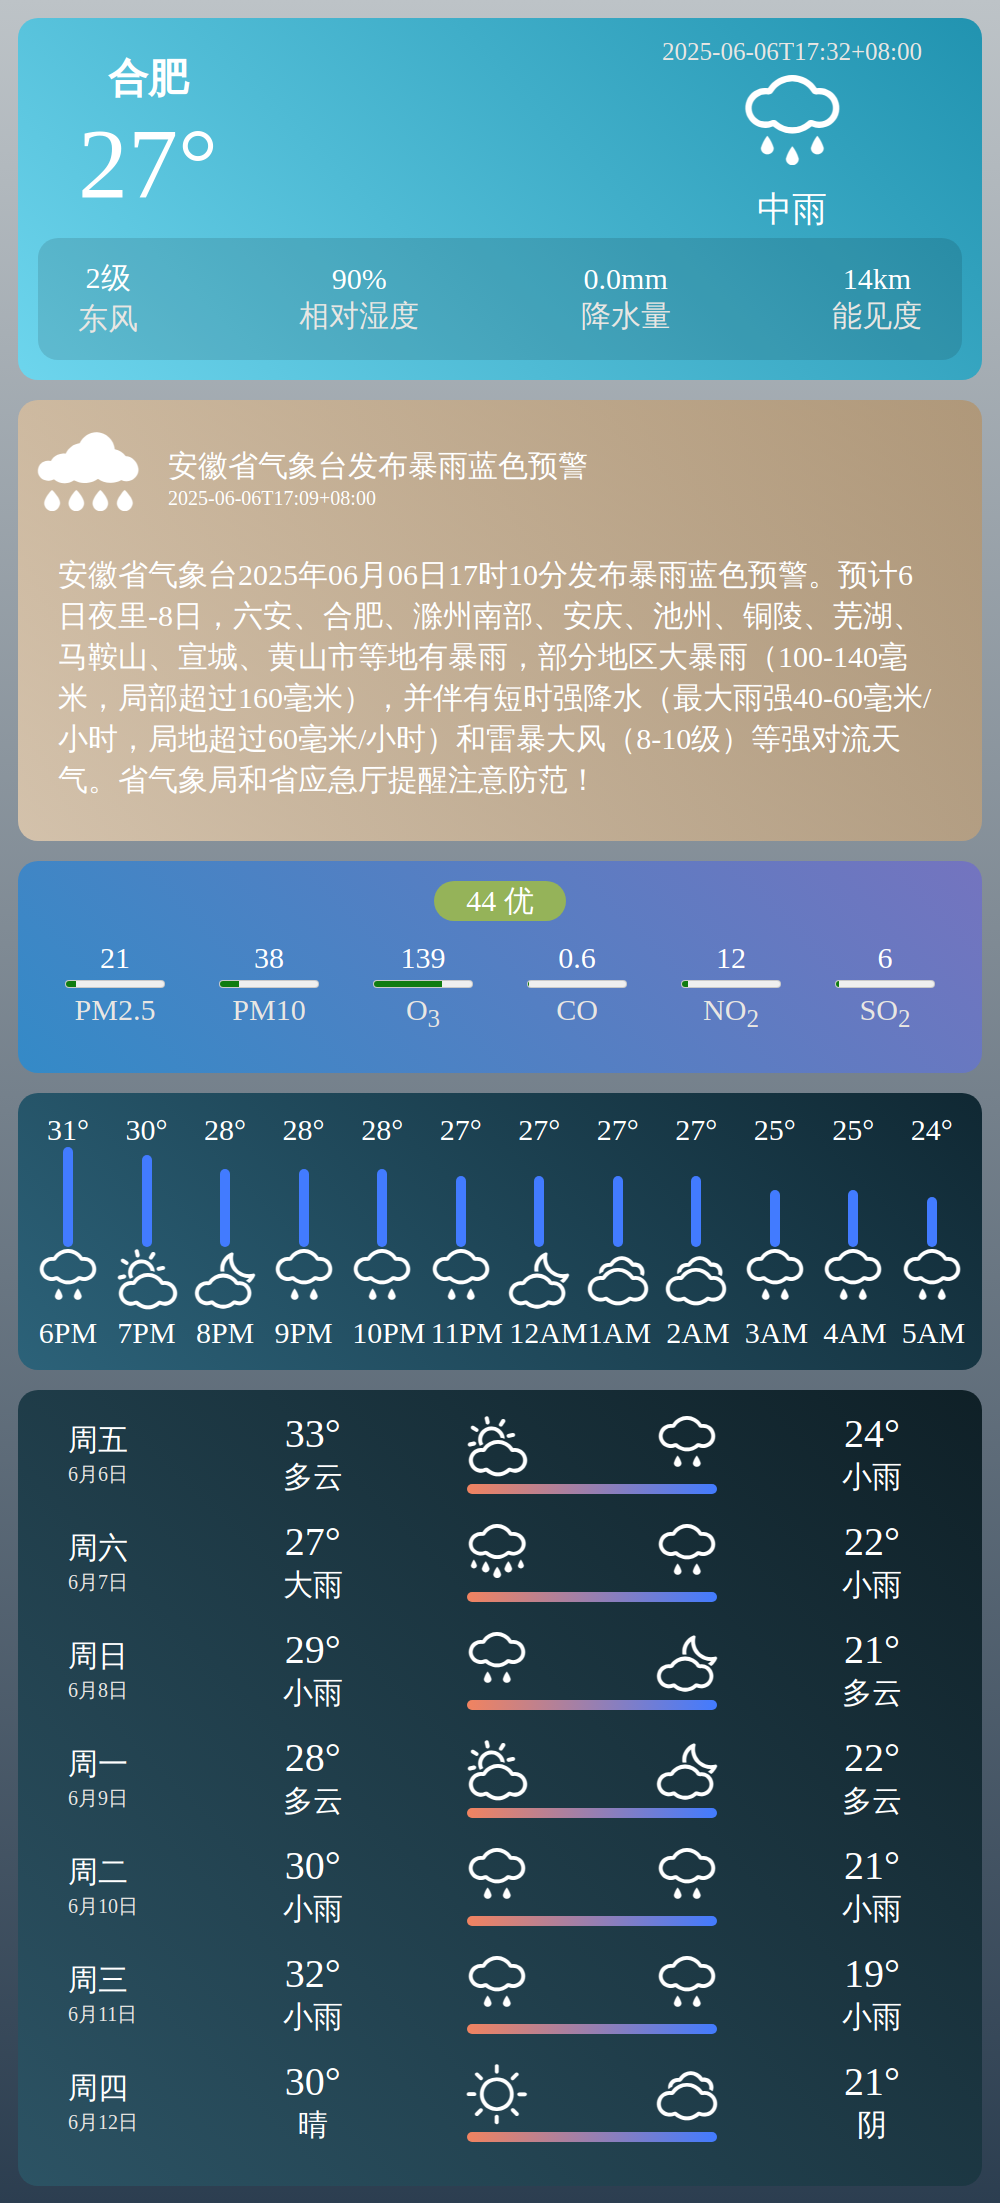 合肥
27°
2025-06-06T17:32+08:00
中雨
2级 90% 0.0mm 14km
东风 相对湿度 降水量 能见度
安徽省气象台发布暴雨蓝色预警
2025-06-06T17:09+08:00
安徽省气象台2025年06月06日17时10分发布暴雨蓝色预警。预计6
日夜里-8日，六安、合肥、滁州南部、安庆、池州、铜陵、芜湖、
马鞍山、宣城、黄山市等地有暴雨，部分地区大暴雨（100-140毫
米，局部超过160毫米），并伴有短时强降水（最大雨强40-60毫米/
小时，局地超过60毫米/小时）和雷暴大风（8-10级）等强对流天
气。省气象局和省应急厅提醒注意防范！
44 优
21 38 139 0.6 12 6
PM2.5 PM10 O3 CO NO2 SO2
31° 30° 28° 28° 28° 27° 27° 27° 27° 25° 25° 24°
6PM 7PM 8PM 9PM 10PM 11PM 12AM 1AM 2AM 3AM 4AM 5AM
周五 33° 24°
6月6日 多云 小雨
周六 27° 22°
6月7日 大雨 小雨
周日 29° 21°
6月8日 小雨 多云
周一 28° 22°
6月9日 多云 多云
周二 30° 21°
6月10日 小雨 小雨
周三 32° 19°
6月11日 小雨 小雨
周四 30° 21°
6月12日 晴 阴